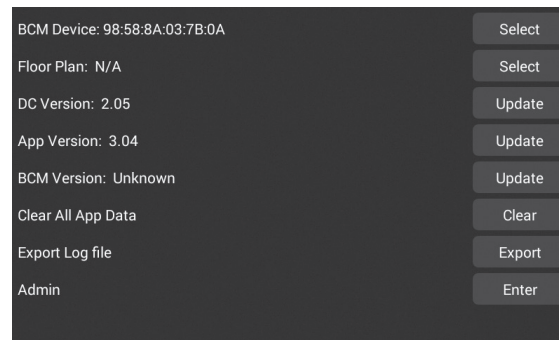 BCM Device: 98:58:8A:03:7B:0A Select
Floor Plan: N/A Select
DC Version: 2.05 Update
App Version: 3.04 Update
BCM Version: Unknown Update
Clear All App Data Clear
Export Log file Export
Admin Enter